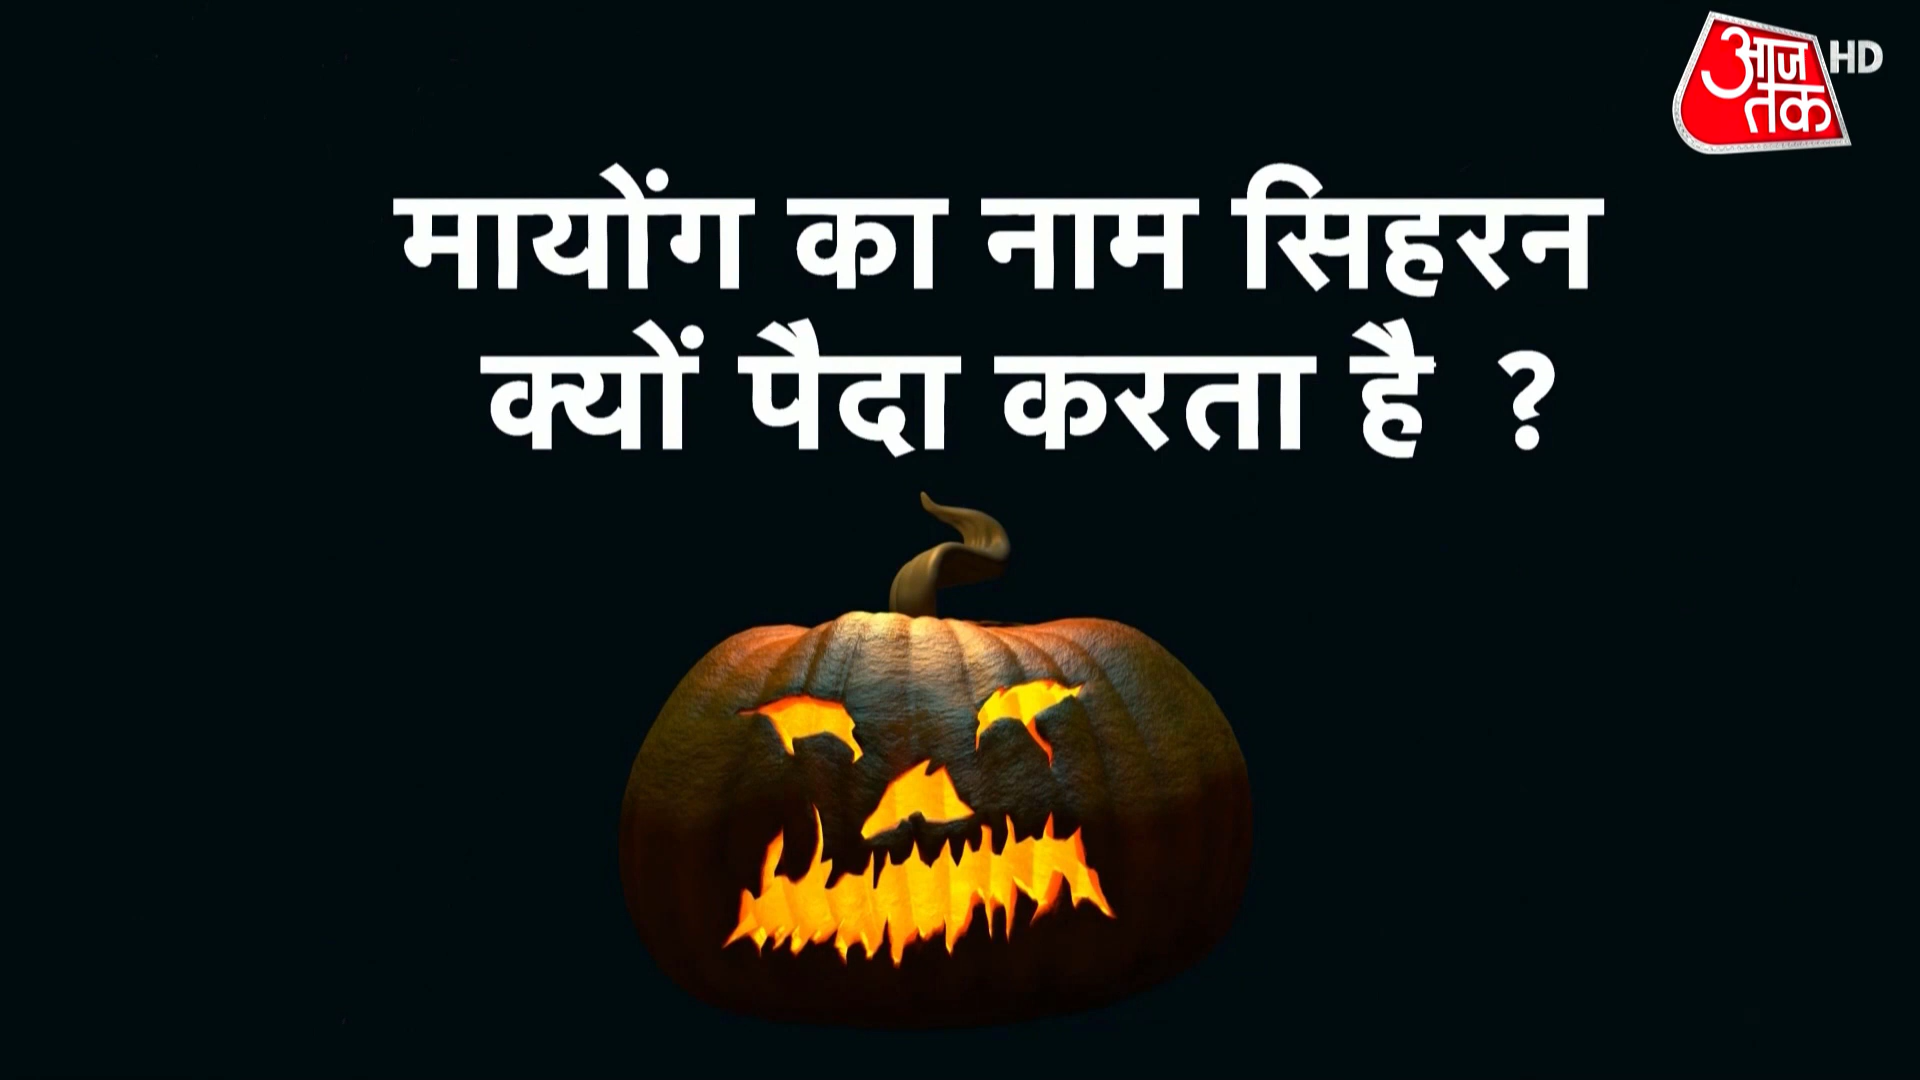 आज तक HD
मायोंग का नाम सिहरन
क्यों पैदा करता है ?